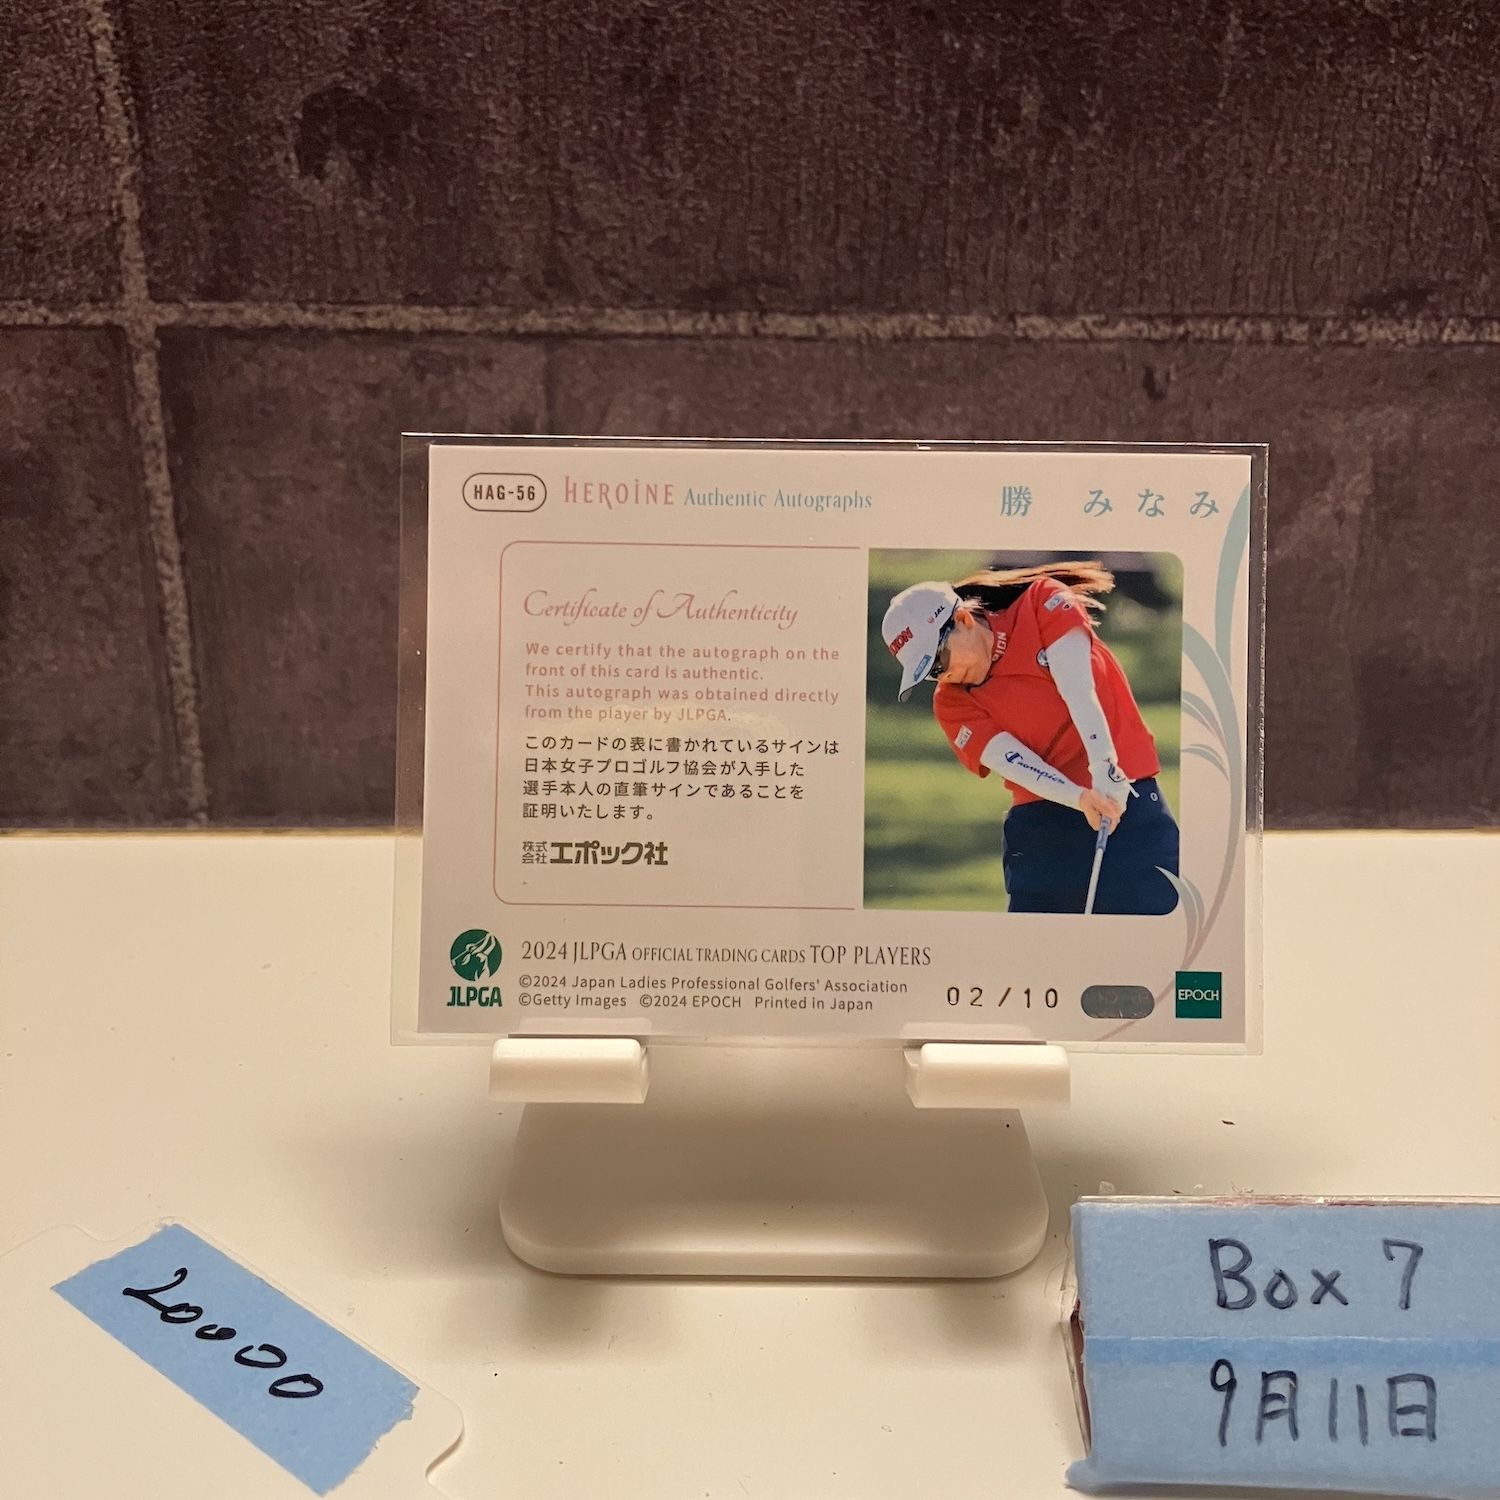 HAG-56 HEROINE Authentic Autographs 勝 みなみ
Certificate of Authenticity
We certify that the autograph on the
front of this card is authentic.
This autograph was obtained directly
from the player by JLPGA.
このカードの表に書かれているサインは
日本女子プロゴルフ協会が入手した
選手本人の直筆サインであることを
証明いたします。
株式会社エポック社
JAL
Champion
JLPGA
2024 JLPGA OFFICIAL TRADING CARDS TOP PLAYERS
©2024 Japan Ladies Professional Golfers' Association
©Getty Images ©2024 EPOCH Printed in Japan
02/10
EPOCH
20000
Box 7
9月11日